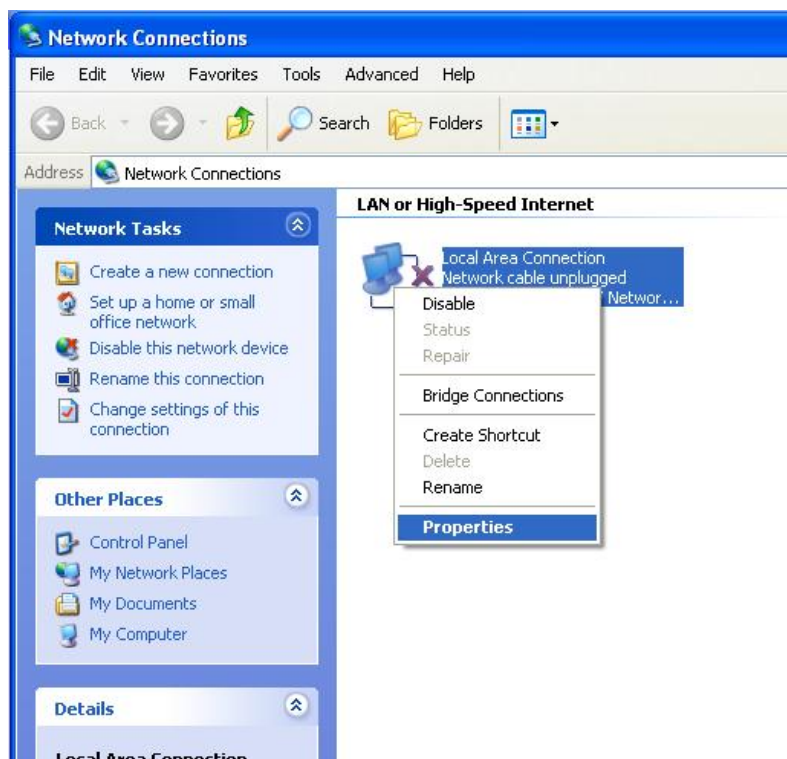 Network Connections
File Edit View Favorites Tools Advanced Help
Back Search Folders
Address Network Connections
Network Tasks
Create a new connection
Set up a home or small
office network
Disable this network device
Rename this connection
Change settings of this
connection
Other Places
Control Panel
My Network Places
My Documents
My Computer
Details
Local Area Connection
LAN or High-Speed Internet
Local Area Connection
Network cable unplugged
Networ...
Disable
Status
Repair
Bridge Connections
Create Shortcut
Delete
Rename
Properties